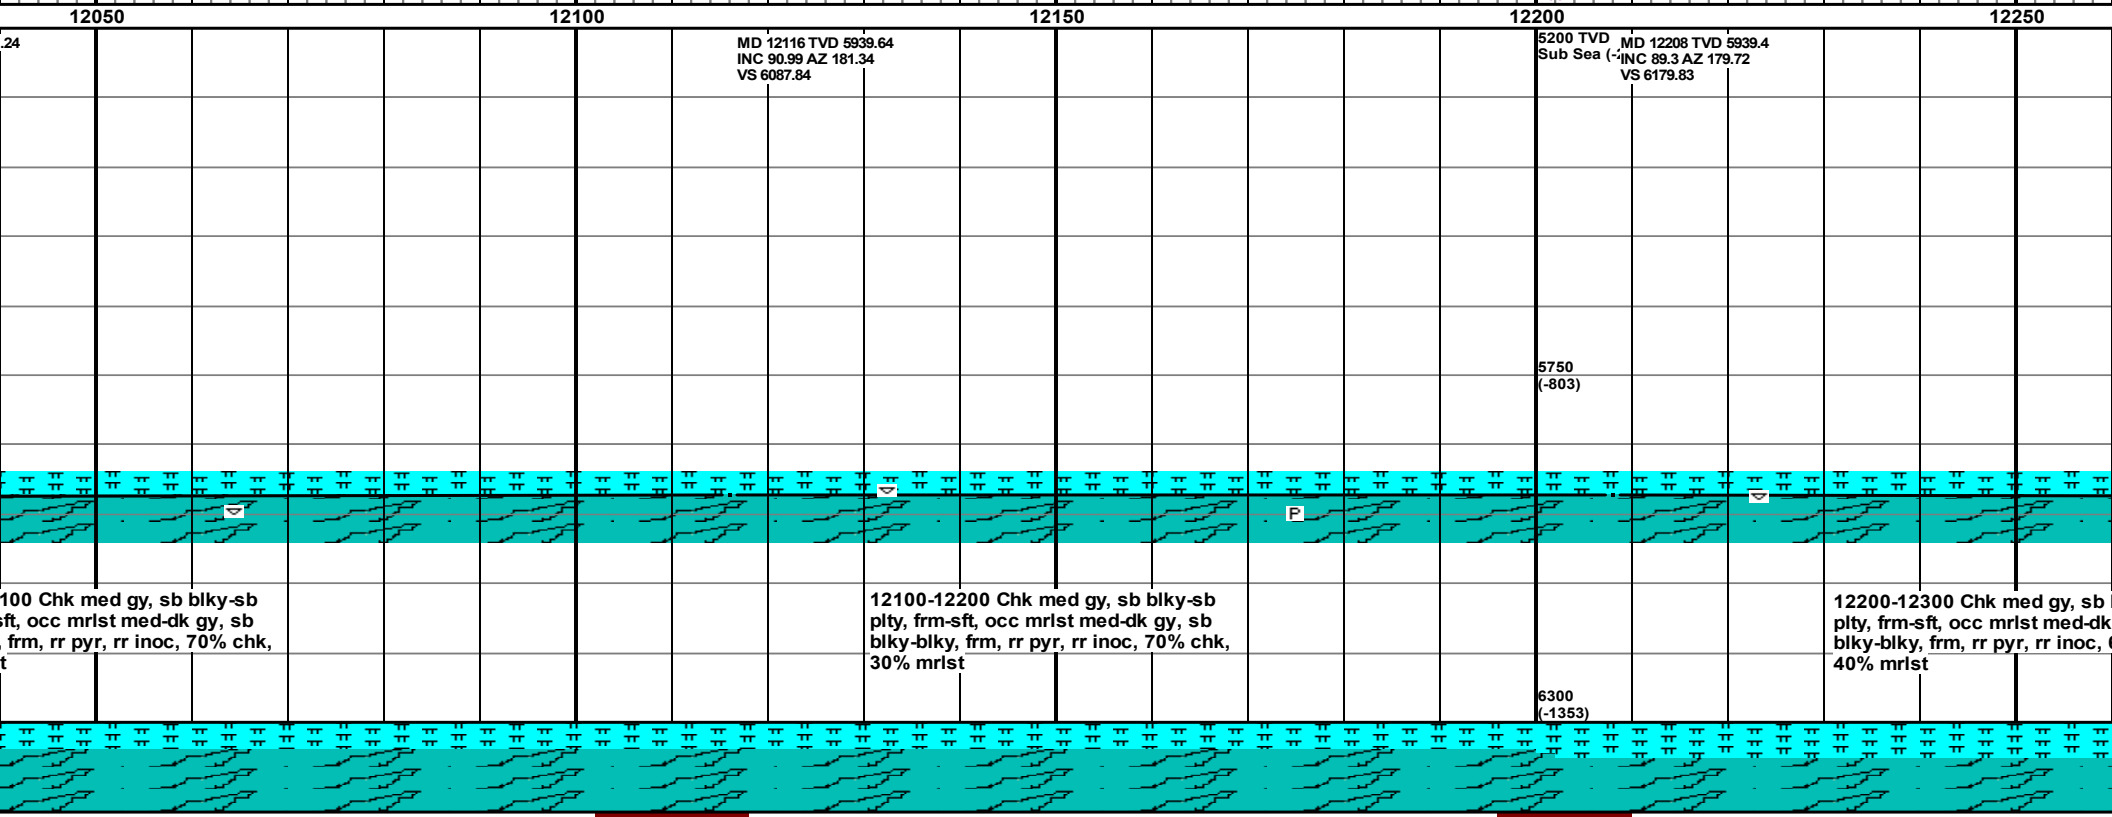 12050 12100 12150 12200 12250
.24
MD 12116 TVD 5939.64
INC 90.99 AZ 181.34
VS 6087.84
5200 TVD
Sub Sea
MD 12208 TVD 5939.4
INC 89.3 AZ 179.72
VS 6179.83
5750
(-803)
P
100 Chk med gy, sb blky-sb
sft, occ mrlst med-dk gy, sb
, frm, rr pyr, rr inoc, 70% chk,
t
12100-12200 Chk med gy, sb blky-sb
plty, frm-sft, occ mrlst med-dk gy, sb
blky-blky, frm, rr pyr, rr inoc, 70% chk,
30% mrlst
12200-12300 Chk med gy, sb
plty, frm-sft, occ mrlst med-dk
blky-blky, frm, rr pyr, rr inoc,
40% mrlst
6300
(-1353)